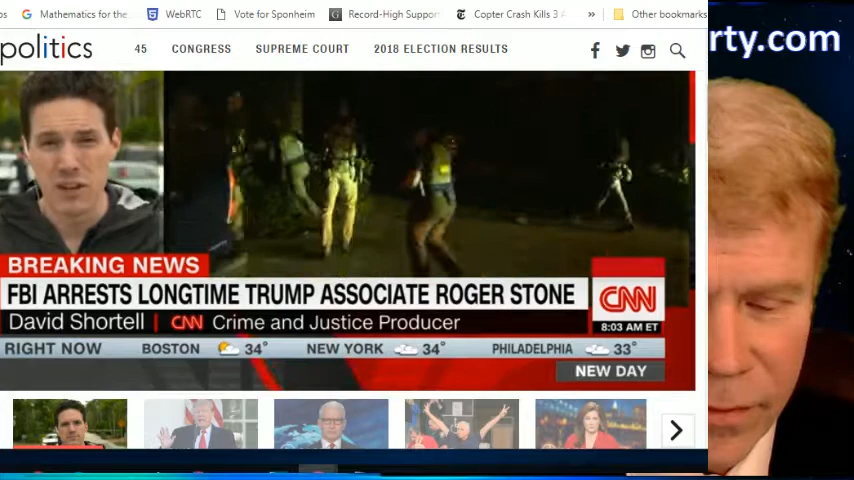 os
Mathematics for the
WebRTC
Vote for Sponheim
Record-High Suppor
Copter Crash Kills 3 A
»
Other bookmarks
rty.com
politics
45
CONGRESS
SUPREME COURT
2018 ELECTION RESULTS
BREAKING NEWS
FBI ARRESTS LONGTIME TRUMP ASSOCIATE ROGER STONE
CNN
David Shortell | CNN Crime and Justice Producer
8:03 AM ET
RIGHT NOW BOSTON 34° NEW YORK 34° PHILADELPHIA 33°
NEW DAY